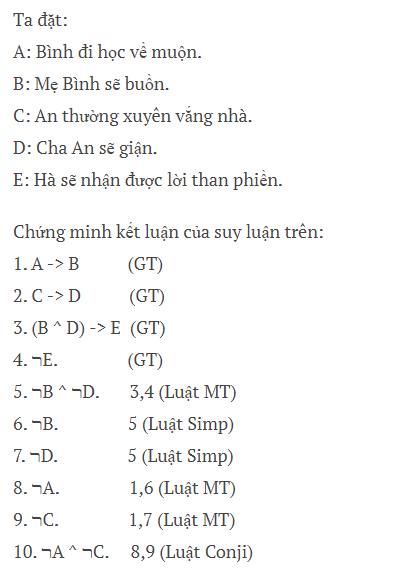 Ta đặt:
A: Bình đi học về muộn.
B: Mẹ Bình sẽ buồn.
C: An thường xuyên vắng nhà.
D: Cha An sẽ giận.
E: Hà sẽ nhận được lời than phiền.
Chứng minh kết luận của suy luận trên:
1. A -> B (GT)
2. C -> D (GT)
3. (B ^ D) -> E (GT)
4. ¬E. (GT)
5. ¬B ^ ¬D. 3,4 (Luật MT)
6. ¬B. 5 (Luật Simp)
7. ¬D. 5 (Luật Simp)
8. ¬A. 1,6 (Luật MT)
9. ¬C. 1,7 (Luật MT)
10. ¬A ^ ¬C. 8,9 (Luật Conji)